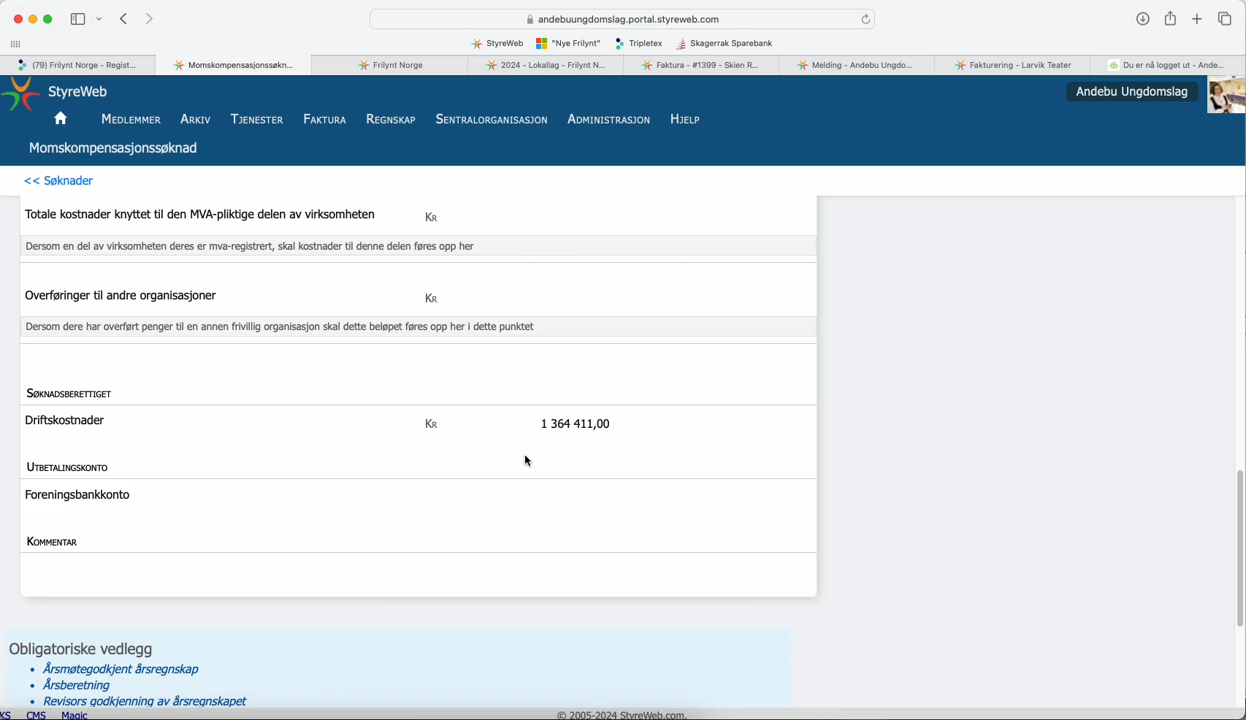 andebuungdomslag.portal.styreweb.com
StyreWeb "Nye Frilynt" Tripletex Skagerrak Sparebank
(79) Frilynt Norge - Regist... Momskompensasjonssøkn... Frilynt Norge 2024 - Lokallag - Frilynt N... Faktura - #1399 - Skien R... Melding - Andebu Ungdo... Fakturering - Larvik Teater Du er nå logget ut - Ande...
StyreWeb Andebu Ungdomslag
Medlemmer Arkiv Tjenester Faktura Regnskap Sentralorganisasjon Administrasjon Hjelp
Momskompensasjonssøknad
<< Søknader
Totale kostnader knyttet til den MVA-pliktige delen av virksomheten Kr
Dersom en del av virksomheten deres er mva-registrert, skal kostnader til denne delen føres opp her
Overføringer til andre organisasjoner Kr
Dersom dere har overført penger til en annen frivillig organisasjon skal dette beløpet føres opp her i dette punktet
Søknadsberettiget
Driftskostnader Kr 1 364 411,00
Utbetalingskonto
Foreningsbankkonto
Kommentar
Obligatoriske vedlegg
• Årsmøtegodkjent årsregnskap
• Årsberetning
• Revisors godkjenning av årsregnskapet
KS CMS Magic © 2005-2024 StyreWeb.com.